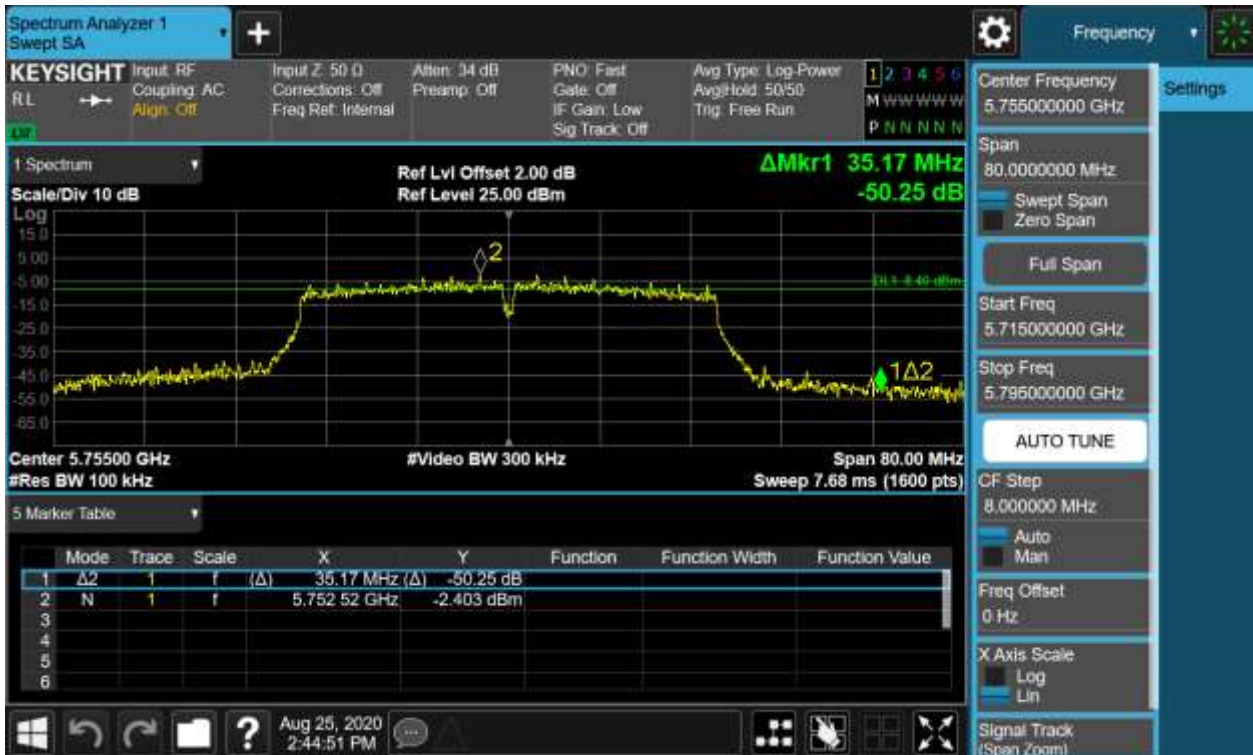 Spectrum Analyzer 1
Swept SA
+
Frequency
KEYSIGHT
RL
Input: RF
Coupling: AC
Align: Off
Input Z: 50 Ω
Corrections: Off
Freq Ref: Internal
Atten: 34 dB
Preamp: Off
PNO: Fast
Gate: Off
IF Gain: Low
Sig Track: Off
Avg Type: Log-Power
Avg|Hold: 50/50
Trig: Free Run
1 2 3 4 5 6
M W W W W W
P N N N N N
1 Spectrum
Scale/Div 10 dB
Ref Lvl Offset 2.00 dB
Ref Level 25.00 dBm
ΔMkr1 35.17 MHz
-50.25 dB
Log
15.0
5.00
-5.00
-15.0
-25.0
-35.0
-45.0
-55.0
-65.0
2
DL1 -8.40 dBm
1Δ2
Center 5.75500 GHz
#Video BW 300 kHz
Span 80.00 MHz
#Res BW 100 kHz
Sweep 7.68 ms (1600 pts)
5 Marker Table
Mode Trace Scale X Y Function Function Width Function Value
1 Δ2 1 f (Δ) 35.17 MHz (Δ) -50.25 dB
2 N 1 f 5.752 52 GHz -2.403 dBm
3
4
5
6
Aug 25, 2020
2:44:51 PM
Center Frequency
5.755000000 GHz
Span
80.0000000 MHz
Swept Span
Zero Span
Full Span
Start Freq
5.715000000 GHz
Stop Freq
5.795000000 GHz
AUTO TUNE
CF Step
8.000000 MHz
Auto
Man
Freq Offset
0 Hz
X Axis Scale
Log
Lin
Signal Track
(Span Zoom)
Settings